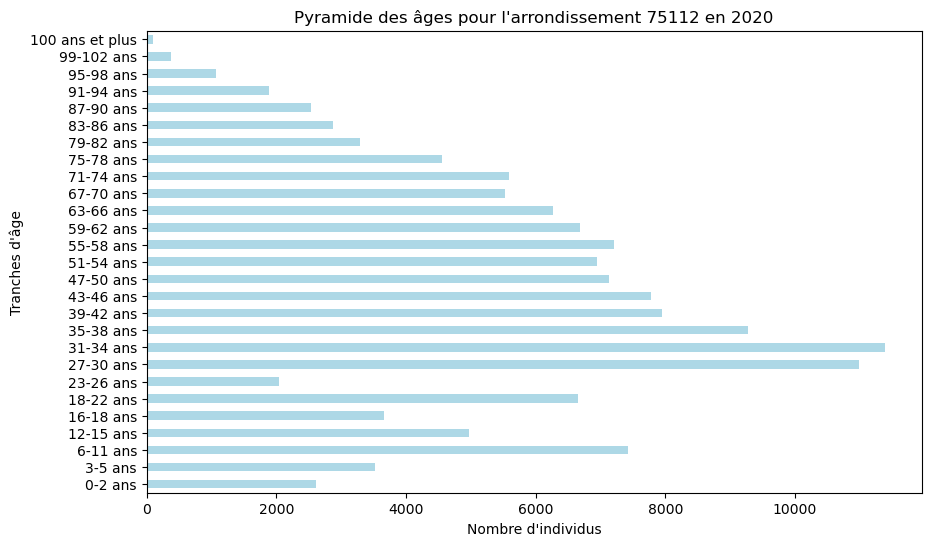 Pyramide des âges pour l'arrondissement 75112 en 2020
100 ans et plus
99-102 ans
95-98 ans
91-94 ans
87-90 ans
83-86 ans
79-82 ans
75-78 ans
71-74 ans
67-70 ans
63-66 ans
59-62 ans
55-58 ans
51-54 ans
47-50 ans
43-46 ans
39-42 ans
35-38 ans
31-34 ans
27-30 ans
23-26 ans
18-22 ans
16-18 ans
12-15 ans
6-11 ans
3-5 ans
0-2 ans
Tranches d'âge
0 2000 4000 6000 8000 10000
Nombre d'individus